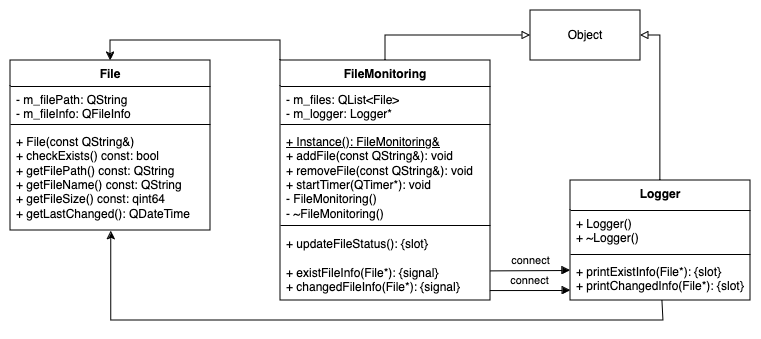 Object
File
- m_filePath: QString
- m_fileInfo: QFileInfo
+ File(const QString&)
+ checkExists() const: bool
+ getFilePath() const: QString
+ getFileName() const: QString
+ getFileSize() const: qint64
+ getLastChanged(): QDateTime
FileMonitoring
- m_files: QList<File>
- m_logger: Logger*
+ Instance(): FileMonitoring&
+ addFile(const QString&): void
+ removeFile(const QString&): void
+ startTimer(QTimer*): void
- FileMonitoring()
- ~FileMonitoring()
+ updateFileStatus(): {slot}
+ existFileInfo(File*): {signal}
+ changedFileInfo(File*): {signal}
connect
connect
Logger
+ Logger()
+ ~Logger()
+ printExistInfo(File*): {slot}
+ printChangedInfo(File*): {slot}